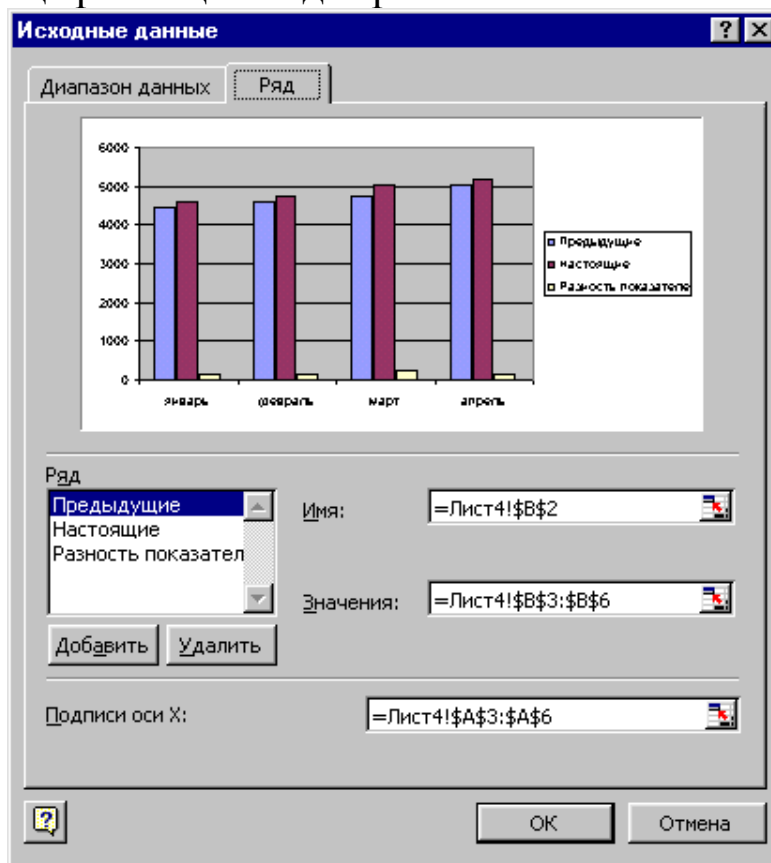 Исходные данные
Диапазон данных
Ряд
6000
5000
4000
3000
2000
1000
0
январь февраль март апрель
Предыдущие
Настоящие
Разность показателе
Ряд
Предыдущие
Настоящие
Разность показател
Имя:
=Лист4!$B$2
Значения:
=Лист4!$B$3:$B$6
Добавить Удалить
Подписи оси X:
=Лист4!$A$3:$A$6
ОК
Отмена